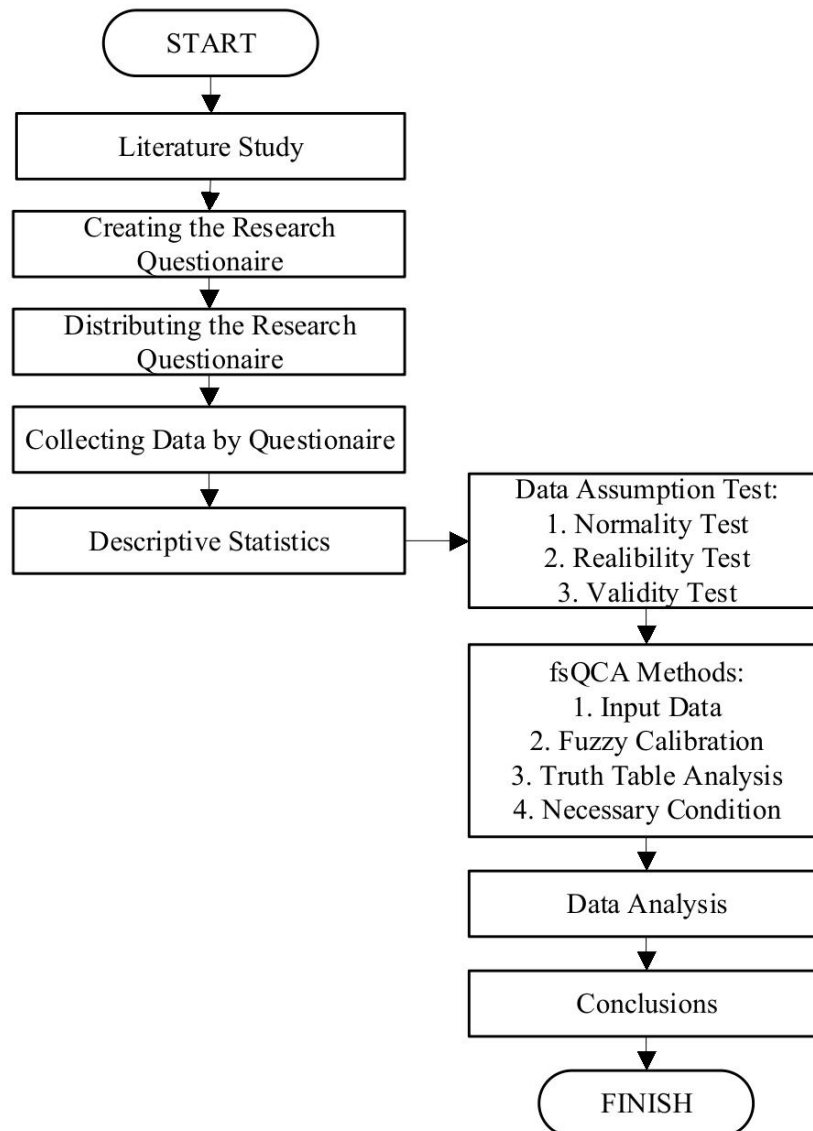 START
Literature Study
Creating the Research
Questionaire
Distributing the Research
Questionaire
Collecting Data by Questionaire
Descriptive Statistics
Data Assumption Test:
1. Normality Test
2. Realibility Test
3. Validity Test
fsQCA Methods:
1. Input Data
2. Fuzzy Calibration
3. Truth Table Analysis
4. Necessary Condition
Data Analysis
Conclusions
FINISH